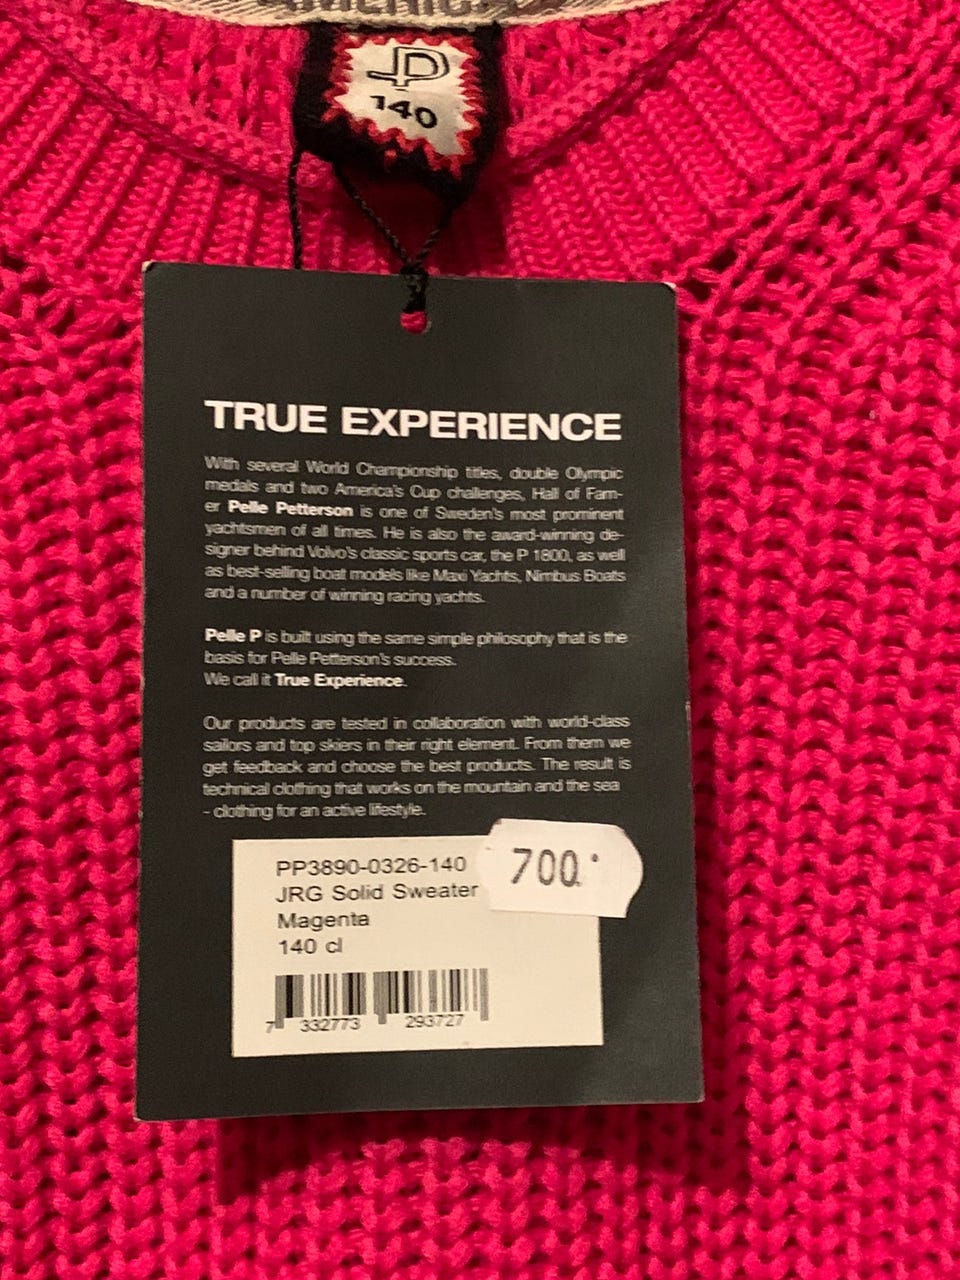 AMERICA
P
140
TRUE EXPERIENCE
With several World Championship titles, double Olympic
medals and two America's Cup challenges, Hall of Fam-
er Pelle Petterson is one of Sweden's most prominent
yachtsmen of all times. He is also the award-winning de-
signer behind Volvo's classic sports car, the P 1800, as well
as best-selling boat models like Maxi Yachts, Nimbus Boats
and a number of winning racing yachts.
Pelle P is built using the same simple philosophy that is the
basis for Pelle Petterson's success.
We call it True Experience.
Our products are tested in collaboration with world-class
sailors and top skiers in their right element. From them we
get feedback and choose the best products. The result is
technical clothing that works on the mountain and the sea
- clothing for an active lifestyle.
PP3890-0326-140
700.·
JRG Solid Sweater
Magenta
140 cl
7 332773 293727